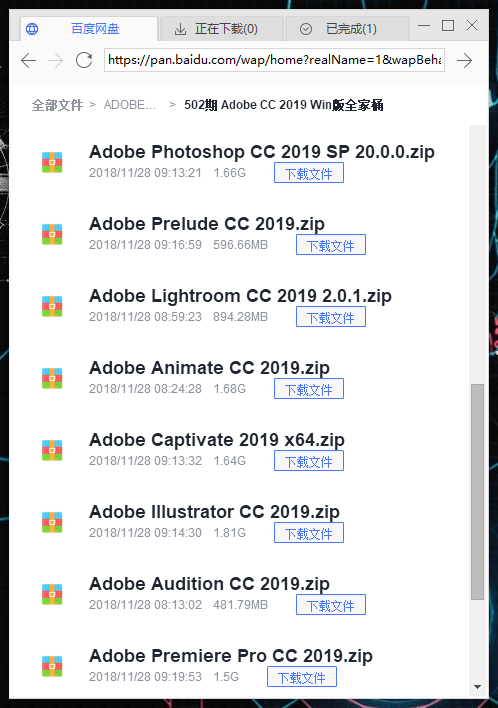 百度网盘 正在下载(0) 已完成(1)
https://pan.baidu.com/wap/home?realName=1&wapBeha
全部文件 > ADOBE... > 502期 Adobe CC 2019 Win版全家桶
Adobe Photoshop CC 2019 SP 20.0.0.zip
2018/11/28 09:13:21 1.66G 下载文件
Adobe Prelude CC 2019.zip
2018/11/28 09:16:59 596.66MB 下载文件
Adobe Lightroom CC 2019 2.0.1.zip
2018/11/28 08:59:23 894.28MB 下载文件
Adobe Animate CC 2019.zip
2018/11/28 08:24:28 1.68G 下载文件
Adobe Captivate 2019 x64.zip
2018/11/28 09:13:32 1.64G 下载文件
Adobe Illustrator CC 2019.zip
2018/11/28 09:14:30 1.81G 下载文件
Adobe Audition CC 2019.zip
2018/11/28 08:13:02 481.79MB 下载文件
Adobe Premiere Pro CC 2019.zip
2018/11/28 09:19:53 1.5G 下载文件